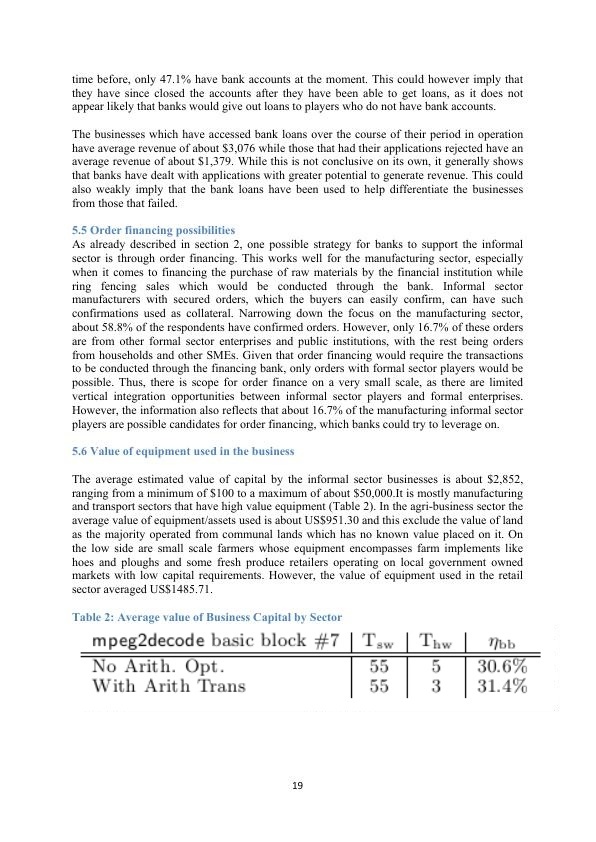 time before, only 47.1% have bank accounts at the moment. This could however imply that
they have since closed the accounts after they have been able to get loans, as it does not
appear likely that banks would give out loans to players who do not have bank accounts.
The businesses which have accessed bank loans over the course of their period in operation
have average revenue of about $3,076 while those that had their applications rejected have an
average revenue of about $1,379. While this is not conclusive on its own, it generally shows
that banks have dealt with applications with greater potential to generate revenue. This could
also weakly imply that the bank loans have been used to help differentiate the businesses
from those that failed.
5.5 Order financing possibilities
As already described in section 2, one possible strategy for banks to support the informal
sector is through order financing. This works well for the manufacturing sector, especially
when it comes to financing the purchase of raw materials by the financial institution while
ring fencing sales which would be conducted through the bank. Informal sector
manufacturers with secured orders, which the buyers can easily confirm, can have such
confirmations used as collateral. Narrowing down the focus on the manufacturing sector,
about 58.8% of the respondents have confirmed orders. However, only 16.7% of these orders
are from other formal sector enterprises and public institutions, with the rest being orders
from households and other SMEs. Given that order financing would require the transactions
to be conducted through the financing bank, only orders with formal sector players would be
possible. Thus, there is scope for order finance on a very small scale, as there are limited
vertical integration opportunities between informal sector players and formal enterprises.
However, the information also reflects that about 16.7% of the manufacturing informal sector
players are possible candidates for order financing, which banks could try to leverage on.
5.6 Value of equipment used in the business
The average estimated value of capital by the informal sector businesses is about $2,852,
ranging from a minimum of $100 to a maximum of about $50,000.It is mostly manufacturing
and transport sectors that have high value equipment (Table 2). In the agri-business sector the
average value of equipment/assets used is about US$951.30 and this exclude the value of land
as the majority operated from communal lands which has no known value placed on it. On
the low side are small scale farmers whose equipment encompasses farm implements like
hoes and ploughs and some fresh produce retailers operating on local government owned
markets with low capital requirements. However, the value of equipment used in the retail
sector averaged US$1485.71.
Table 2: Average value of Business Capital by Sector
mpeg2decode basic block #7 | Tsw | Thw | ηbb
No Arith. Opt. | 55 | 5 | 30.6%
With Arith Trans | 55 | 3 | 31.4%
19